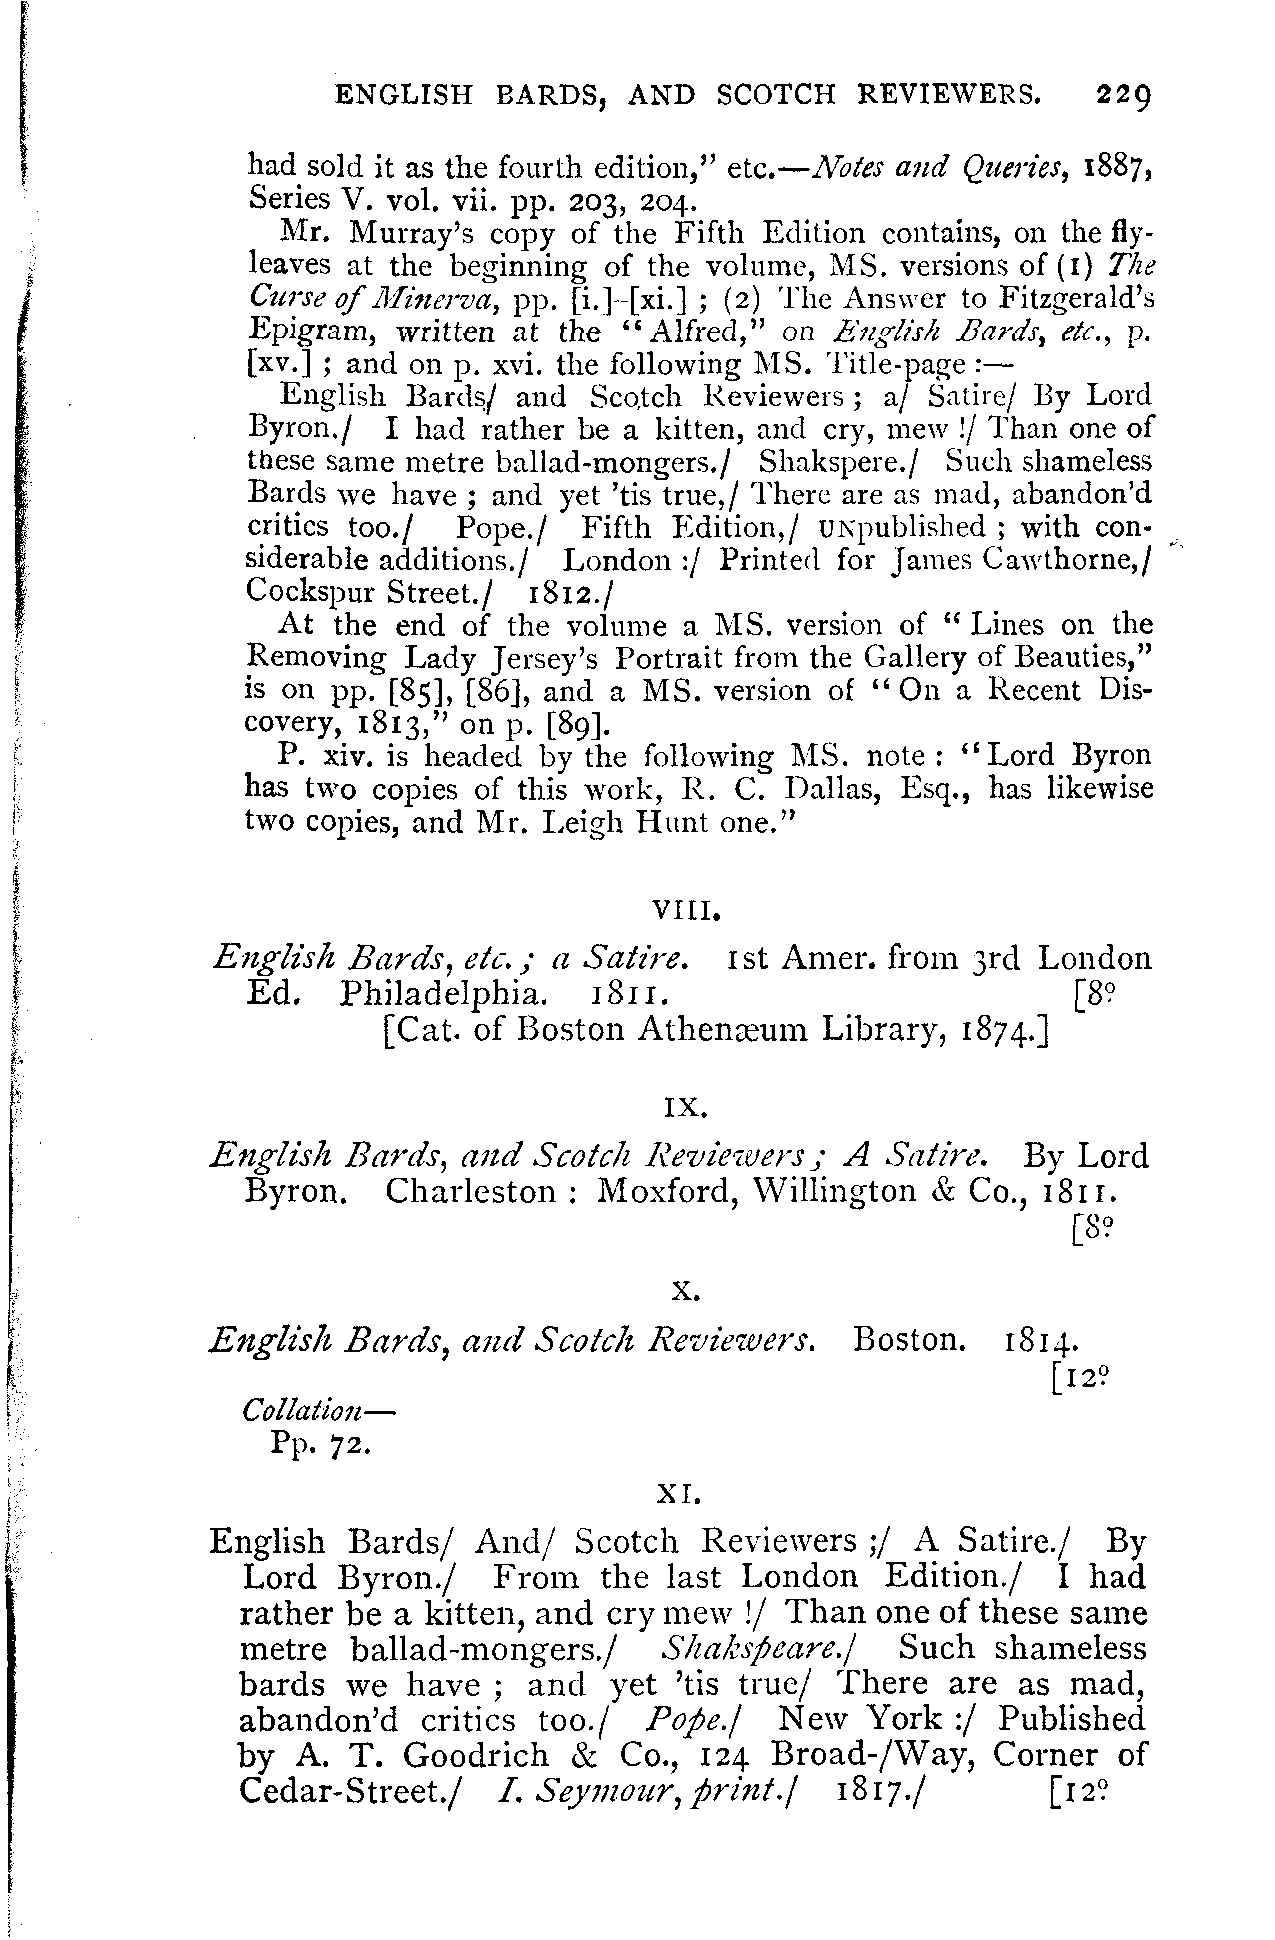 ENGLISH BARDS, AND SCOTCH REVIEWERS. 229
had sold it as the fourth edition,” etc.—Notes and Queries, 1887,
Series V. vol. vii. pp. 203, 204.
Mr. Murray’s copy of the Fifth Edition contains, on the fly-
leaves at the beginning of the volume, MS. versions of (1) The
Curse of Minerva, pp. [i.]-[xi.] ; (2) The Answer to Fitzgerald’s
Epigram, written at the “Alfred,” on English Bards, etc., p.
[xv.] ; and on p. xvi. the following MS. Title-page :—
English Bards/ and Scotch Reviewers ; a/ Satire/ By Lord
Byron./ I had rather be a kitten, and cry, mew !/ Than one of
these same metre ballad-mongers./ Shakspere./ Such shameless
Bards we have ; and yet ’tis true,/ There are as mad, abandon’d
critics too./ Pope./ Fifth Edition,/ UNpublished ; with con-
siderable additions./ London :/ Printed for James Cawthorne,/
Cockspur Street./ 1812./
At the end of the volume a MS. version of “Lines on the
Removing Lady Jersey’s Portrait from the Gallery of Beauties,”
is on pp. [85], [86], and a MS. version of “On a Recent Dis-
covery, 1813,” on p. [89].
P. xiv. is headed by the following MS. note : “Lord Byron
has two copies of this work, R. C. Dallas, Esq., has likewise
two copies, and Mr. Leigh Hunt one.”
VIII.
English Bards, etc. ; a Satire. 1st Amer. from 3rd London
Ed. Philadelphia. 1811. [8º
[Cat. of Boston Athenæum Library, 1874.]
IX.
English Bards, and Scotch Reviewers ; A Satire. By Lord
Byron. Charleston : Moxford, Willington & Co., 1811.
[8º
X.
English Bards, and Scotch Reviewers. Boston. 1814.
[12º
Collation—
Pp. 72.
XI.
English Bards/ And/ Scotch Reviewers ;/ A Satire./ By
Lord Byron./ From the last London Edition./ I had
rather be a kitten, and cry mew !/ Than one of these same
metre ballad-mongers./ Shakspeare./ Such shameless
bards we have ; and yet ’tis true/ There are as mad,
abandon’d critics too./ Pope./ New York :/ Published
by A. T. Goodrich & Co., 124 Broad-/Way, Corner of
Cedar-Street./ I. Seymour, print./ 1817./ [12º